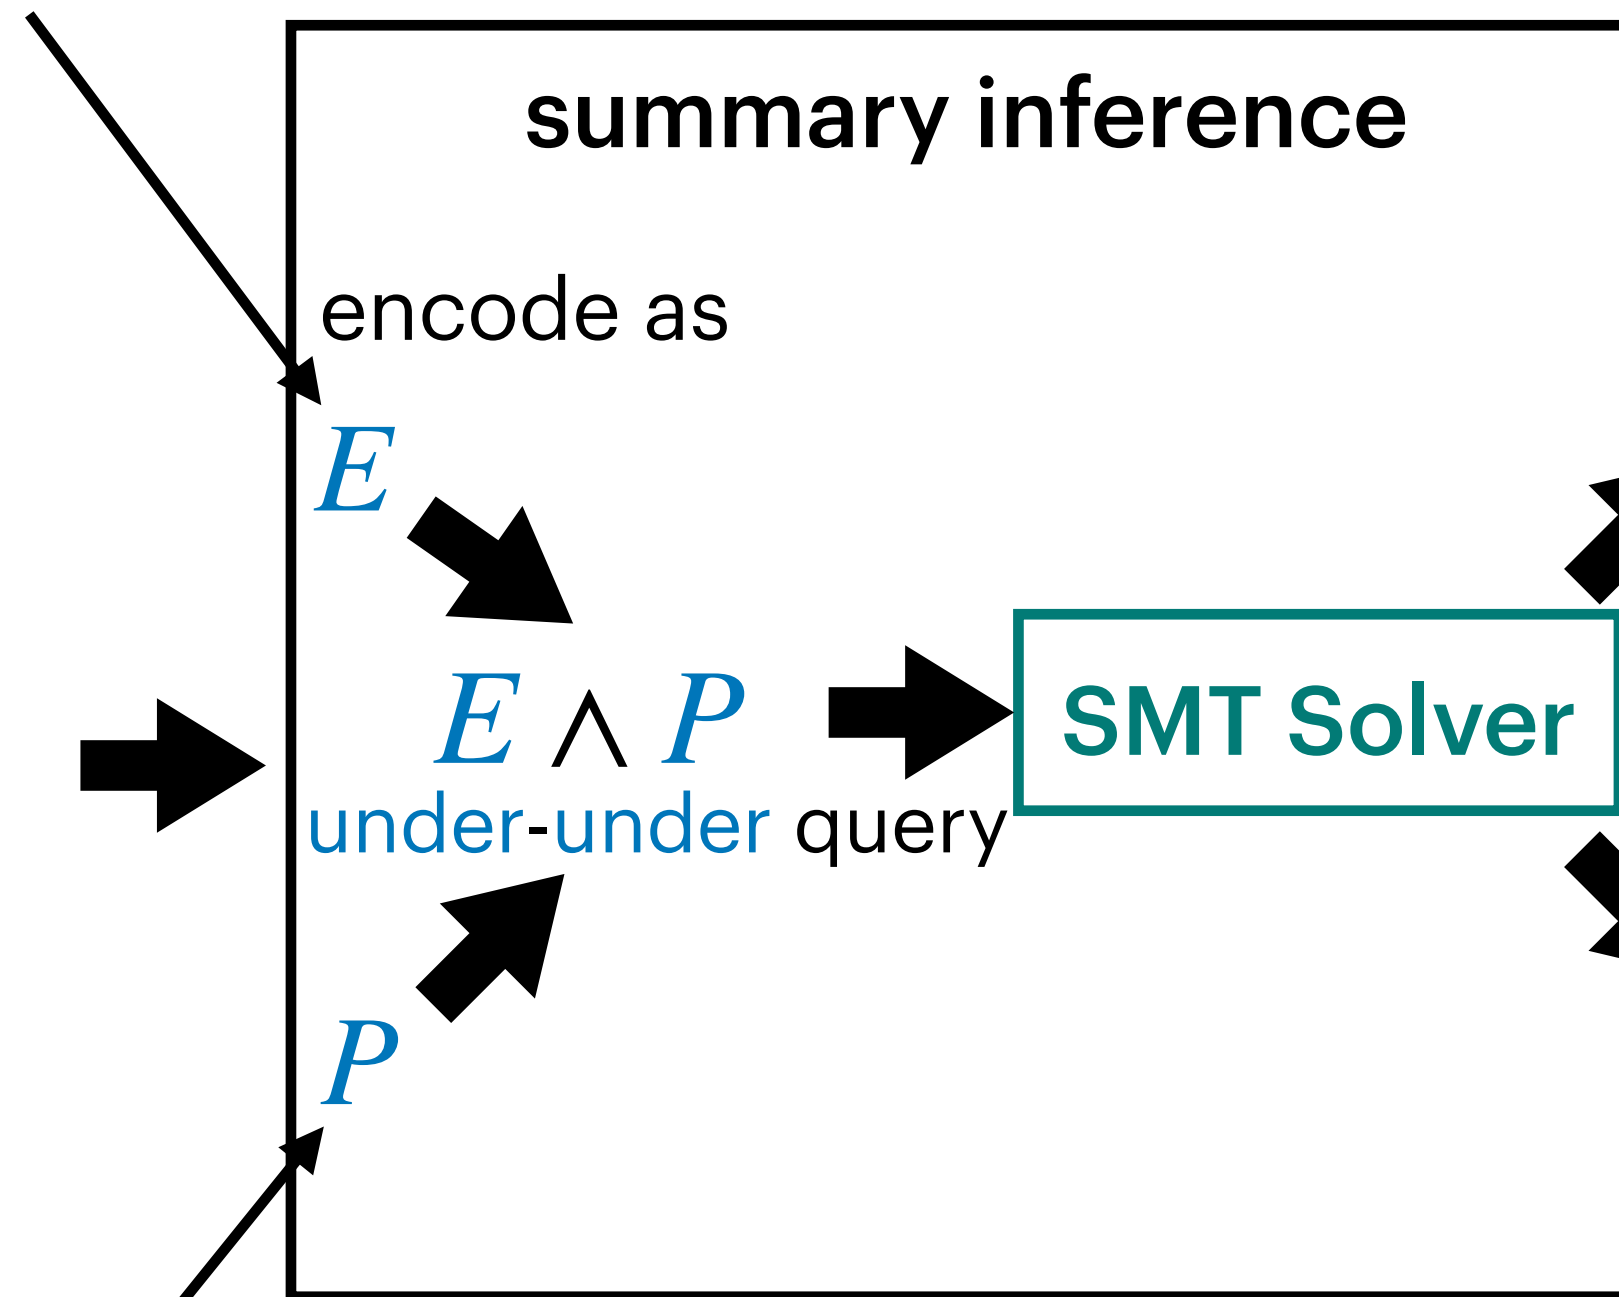 summary inference
encode as
E
E ∧ P
SMT Solver
under-under query
P